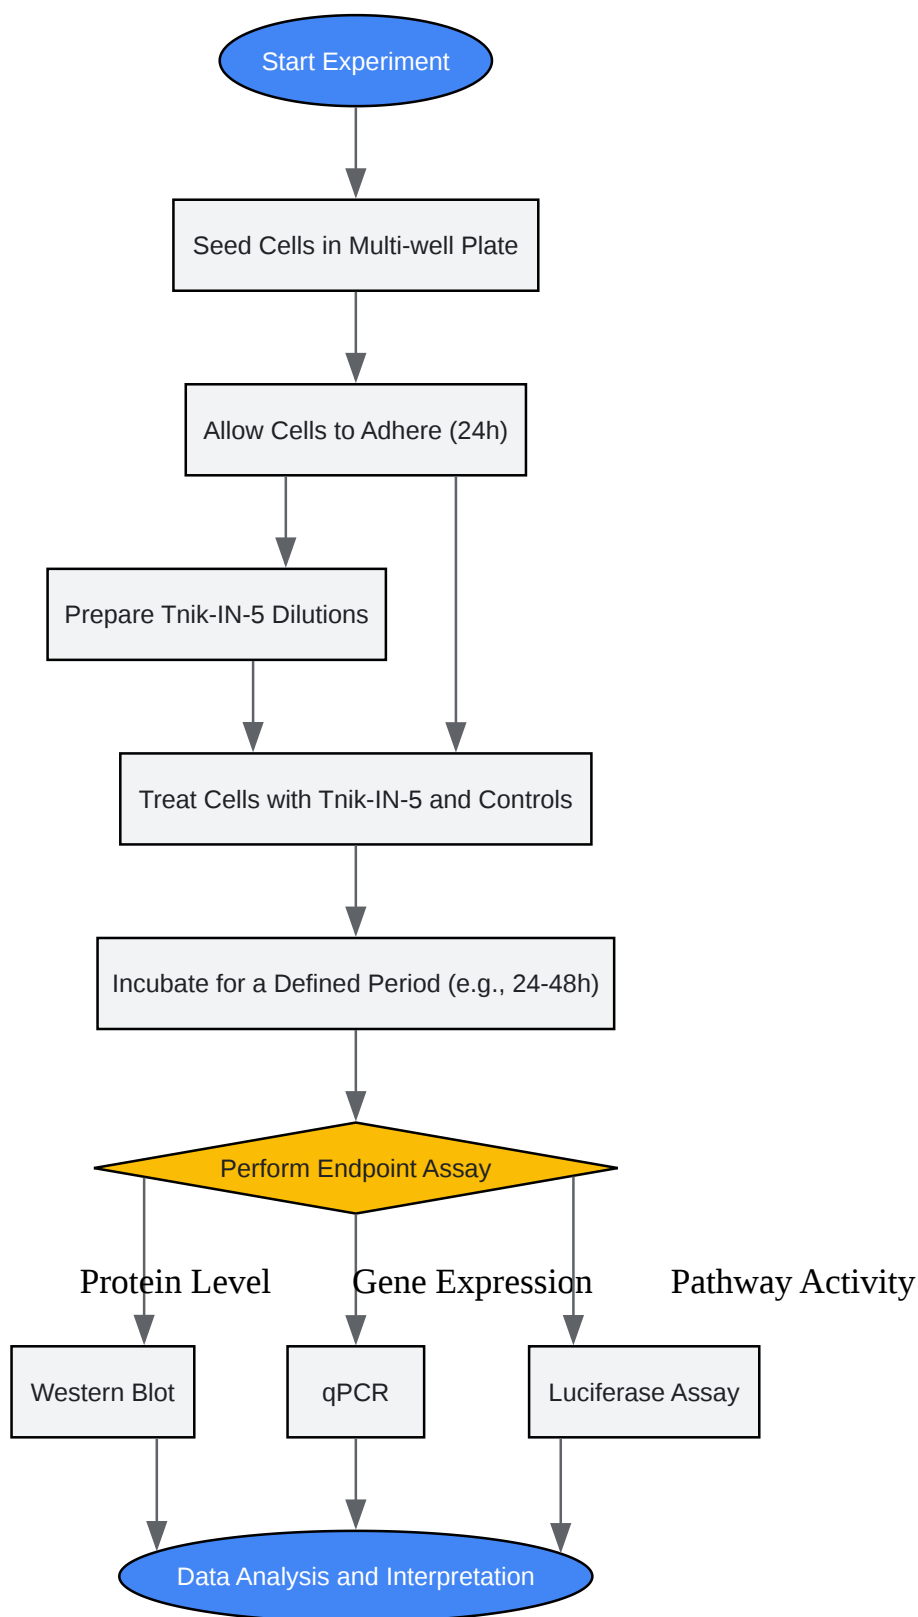 Start Experiment
Seed Cells in Multi-well Plate
Allow Cells to Adhere (24h)
Prepare Tnik-IN-5 Dilutions
Treat Cells with Tnik-IN-5 and Controls
Incubate for a Defined Period (e.g., 24-48h)
Perform Endpoint Assay
Protein Level
Gene Expression
Pathway Activity
Western Blot
qPCR
Luciferase Assay
Data Analysis and Interpretation